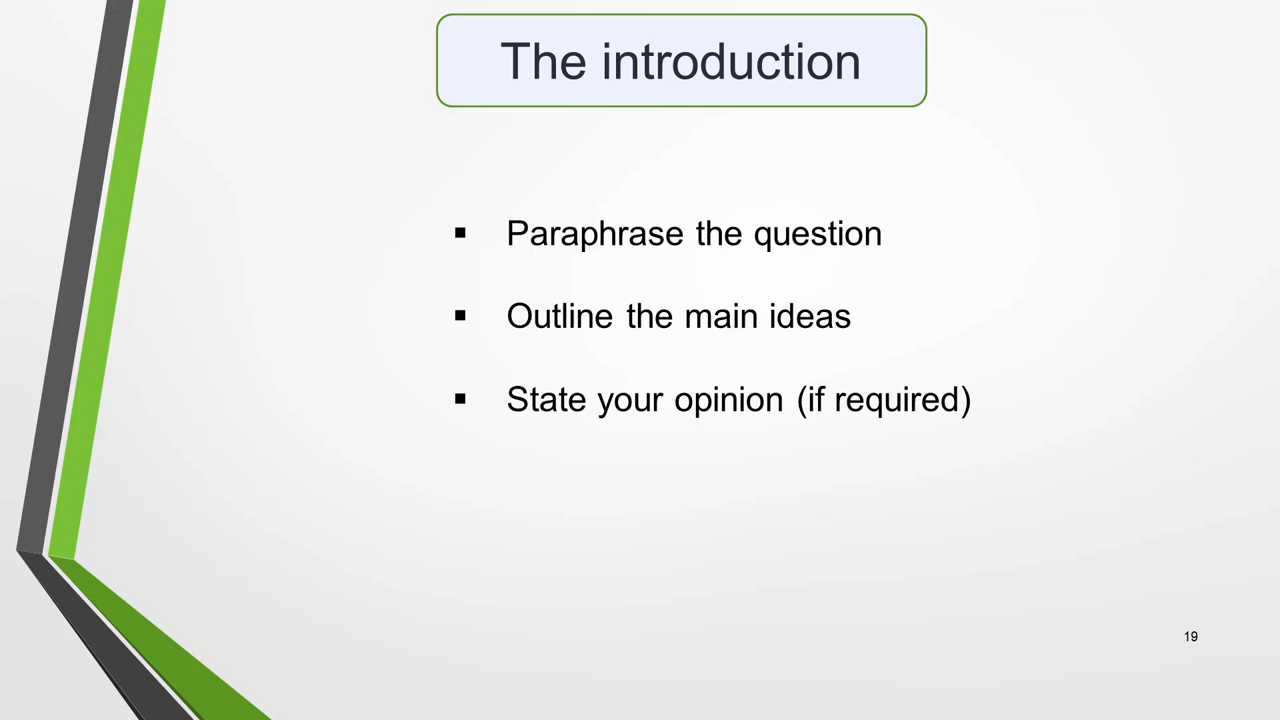 The introduction
▪ Paraphrase the question
▪ Outline the main ideas
▪ State your opinion (if required)
19